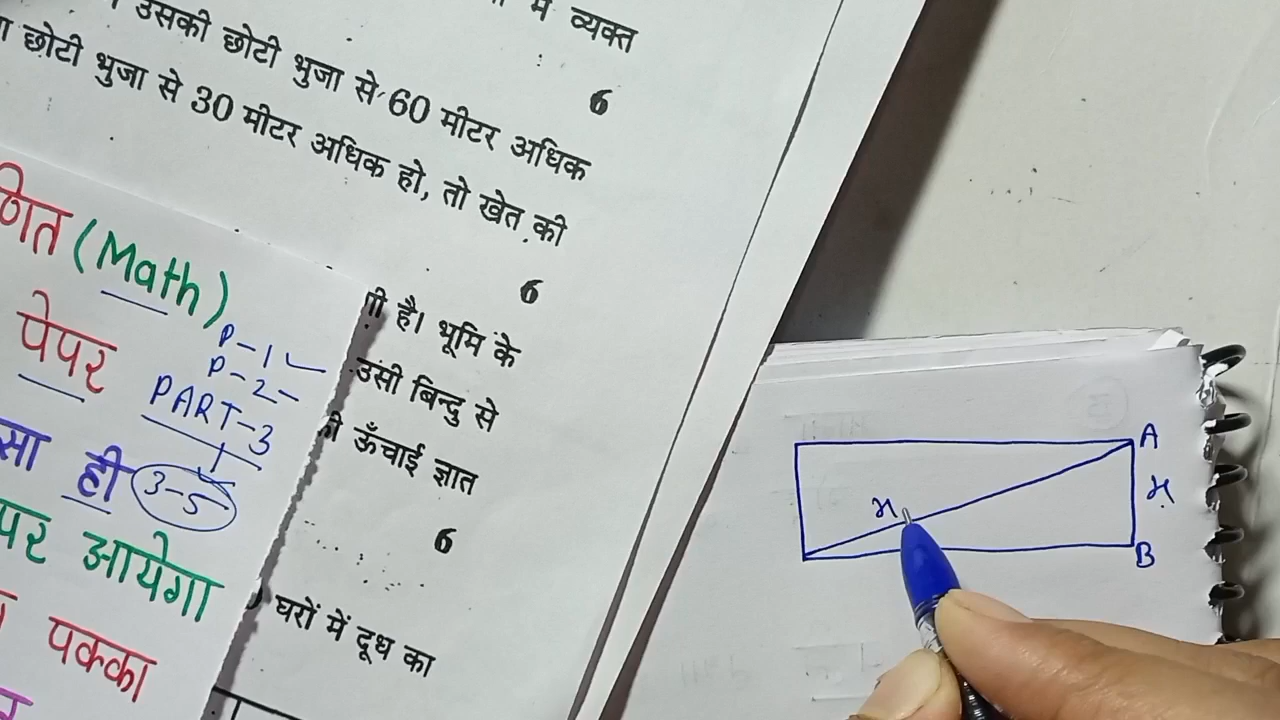 में व्यक्त
6
उसकी छोटी भुजा से 60 मीटर अधिक
छोटी भुजा से 30 मीटर अधिक हो, तो खेत की
6
है। भूमि के
उसी बिन्दु से
ऊँचाई ज्ञात
6
घरों में दूध का
(Math)
पेपर
P-1
P-2
PART-3
ही 3-5
आयेगा
पक्का
A
x
x
B